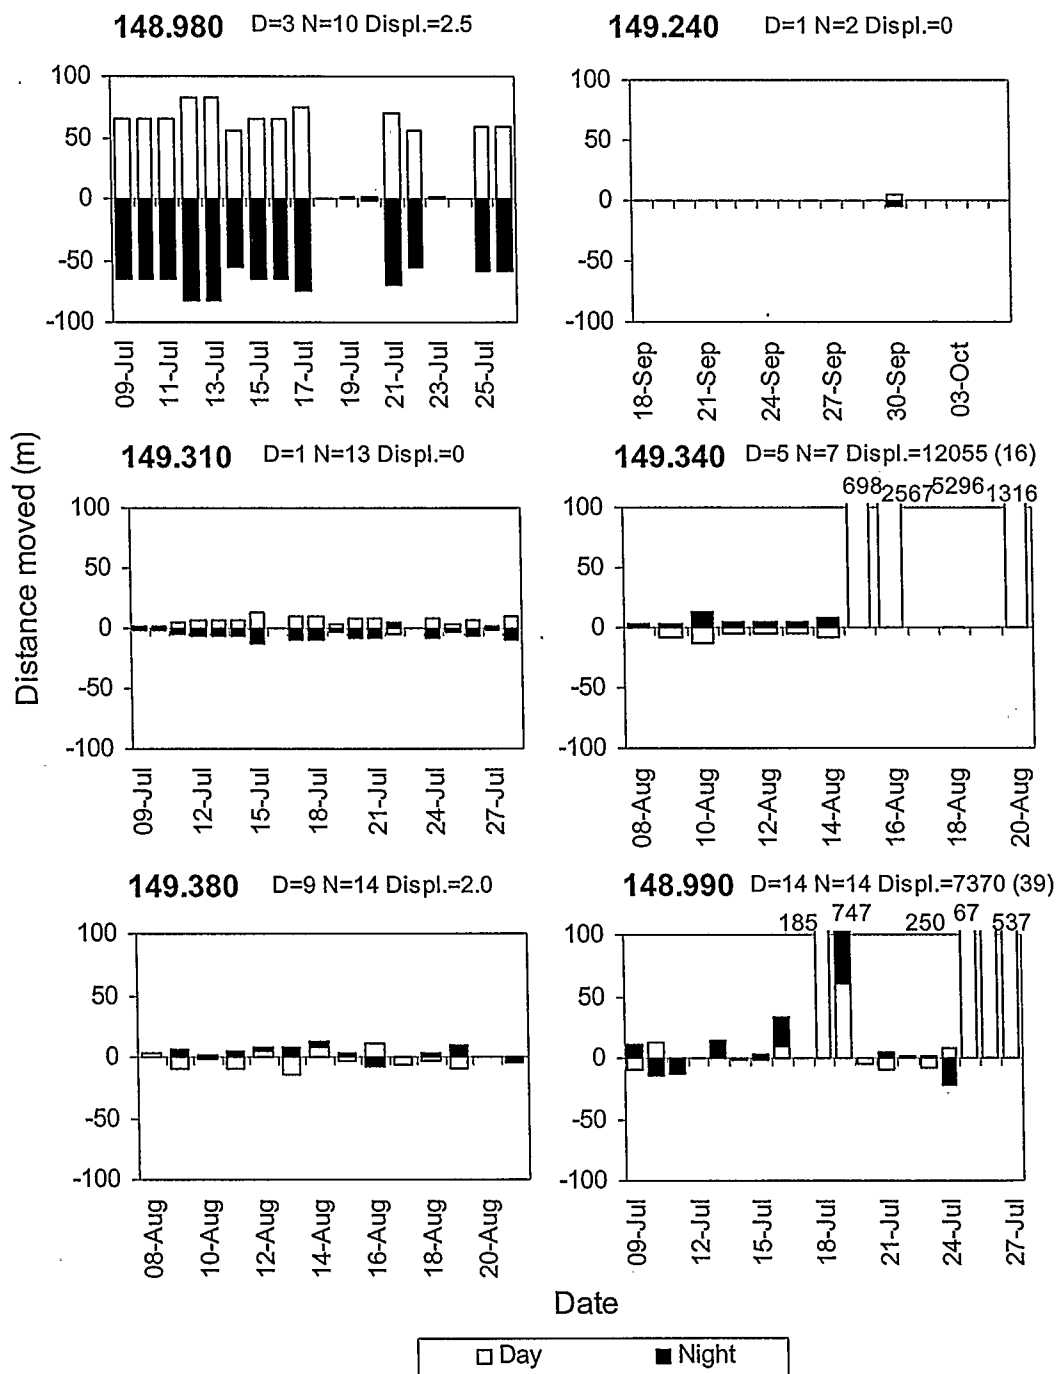 148.980 D=3 N=10 Displ.=2.5
100
50
0
-50
-100
09-Jul
11-Jul
13-Jul
15-Jul
17-Jul
19-Jul
21-Jul
23-Jul
25-Jul
149.240 D=1 N=2 Displ.=0
100
50
0
-50
-100
18-Sep
21-Sep
24-Sep
27-Sep
30-Sep
03-Oct
Distance moved (m)
149.310 D=1 N=13 Displ.=0
100
50
0
-50
-100
09-Jul
12-Jul
15-Jul
18-Jul
21-Jul
24-Jul
27-Jul
149.340 D=5 N=7 Displ.=12055 (16)
698 2567 5296 1316
100
50
0
-50
-100
08-Aug
10-Aug
12-Aug
14-Aug
16-Aug
18-Aug
20-Aug
149.380 D=9 N=14 Displ.=2.0
100
50
0
-50
-100
08-Aug
10-Aug
12-Aug
14-Aug
16-Aug
18-Aug
20-Aug
148.990 D=14 N=14 Displ.=7370 (39)
185 747 250 67 537
100
50
0
-50
-100
09-Jul
12-Jul
15-Jul
18-Jul
21-Jul
24-Jul
27-Jul
Date
Day Night